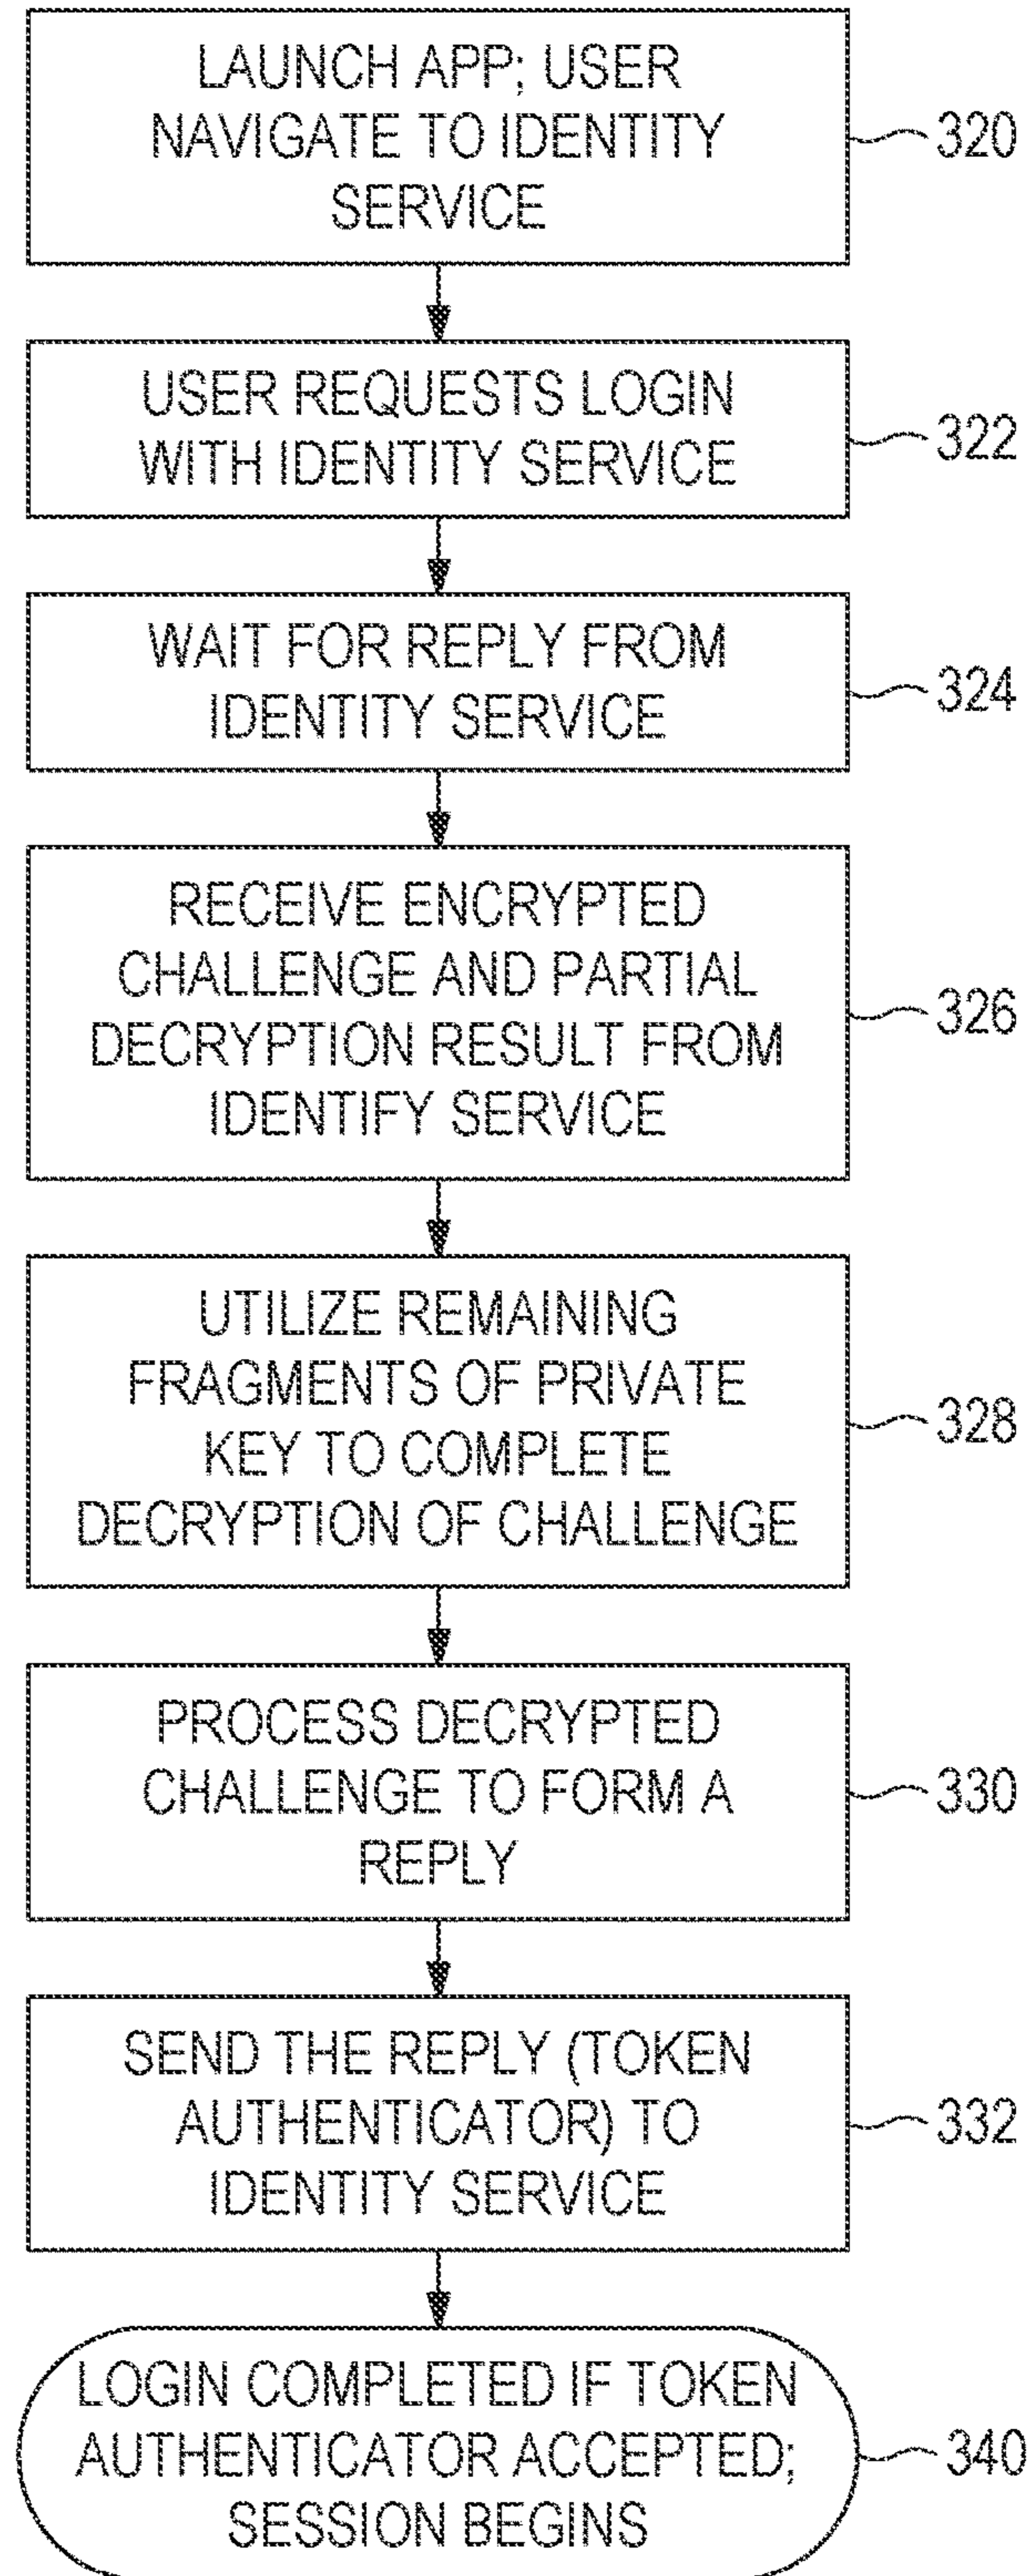 LAUNCH APP; USER
NAVIGATE TO IDENTITY
SERVICE
320
USER REQUESTS LOGIN
WITH IDENTITY SERVICE
322
WAIT FOR REPLY FROM
IDENTITY SERVICE
324
RECEIVE ENCRYPTED
CHALLENGE AND PARTIAL
DECRYPTION RESULT FROM
IDENTIFY SERVICE
326
UTILIZE REMAINING
FRAGMENTS OF PRIVATE
KEY TO COMPLETE
DECRYPTION OF CHALLENGE
328
PROCESS DECRYPTED
CHALLENGE TO FORM A
REPLY
330
SEND THE REPLY (TOKEN
AUTHENTICATOR) TO
IDENTITY SERVICE
332
LOGIN COMPLETED IF TOKEN
AUTHENTICATOR ACCEPTED;
SESSION BEGINS
340